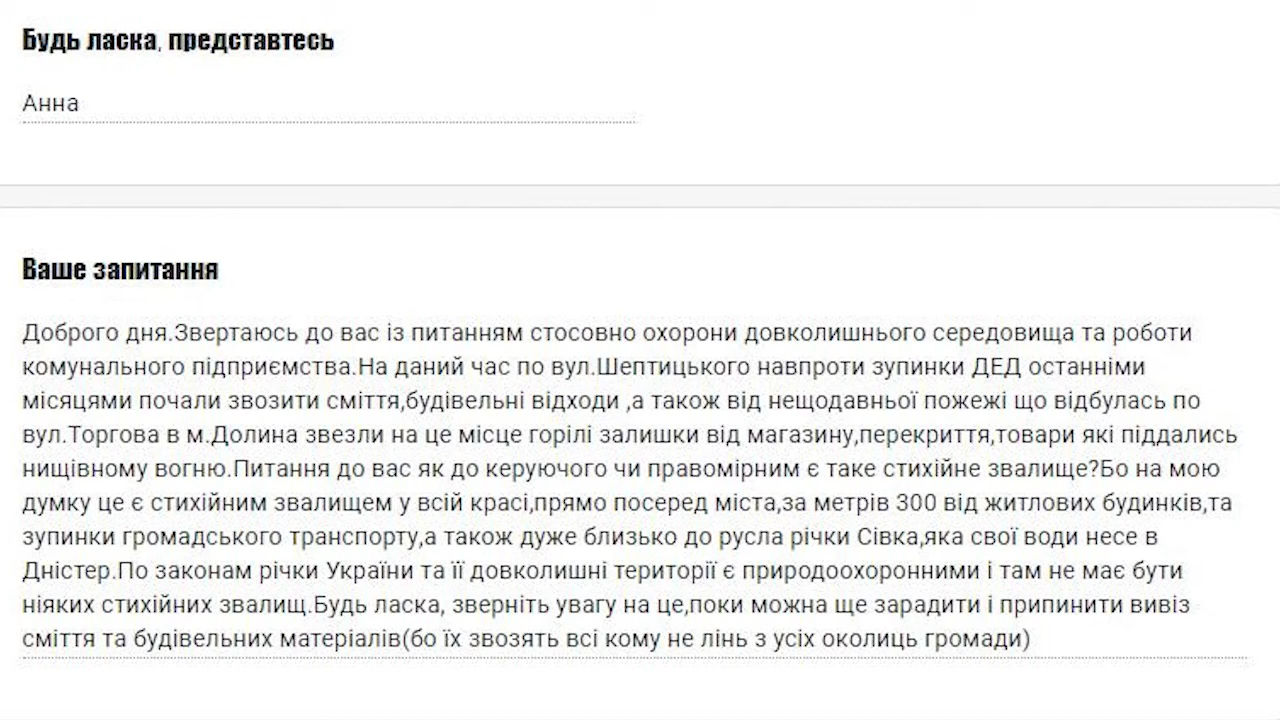 Будь ласка, представтесь
Анна
Ваше запитання
Доброго дня.Звертаюсь до вас із питанням стосовно охорони довколишнього середовища та роботи
комунального підприємства.На даний час по вул.Шептицького навпроти зупинки ДЕД останніми
місяцями почали звозити сміття,будівельні відходи ,а також від нещодавньої пожежі що відбулась по
вул.Торгова в м.Долина звезли на це місце горілі залишки від магазину,перекриття,товари які піддались
нищівному вогню.Питання до вас як до керуючого чи правомірним є таке стихійне звалище?Бо на мою
думку це є стихійним звалищем у всій красі,прямо посеред міста,за метрів 300 від житлових будинків,та
зупинки громадського транспорту,а також дуже близько до русла річки Сівка,яка свої води несе в
Дністер.По законам річки України та її довколишні території є природоохоронними і там не має бути
ніяких стихійних звалищ.Будь ласка, зверніть увагу на це,поки можна ще зарадити і припинити вивіз
сміття та будівельних матеріалів(бо їх звозять всі кому не лінь з усіх околиць громади)